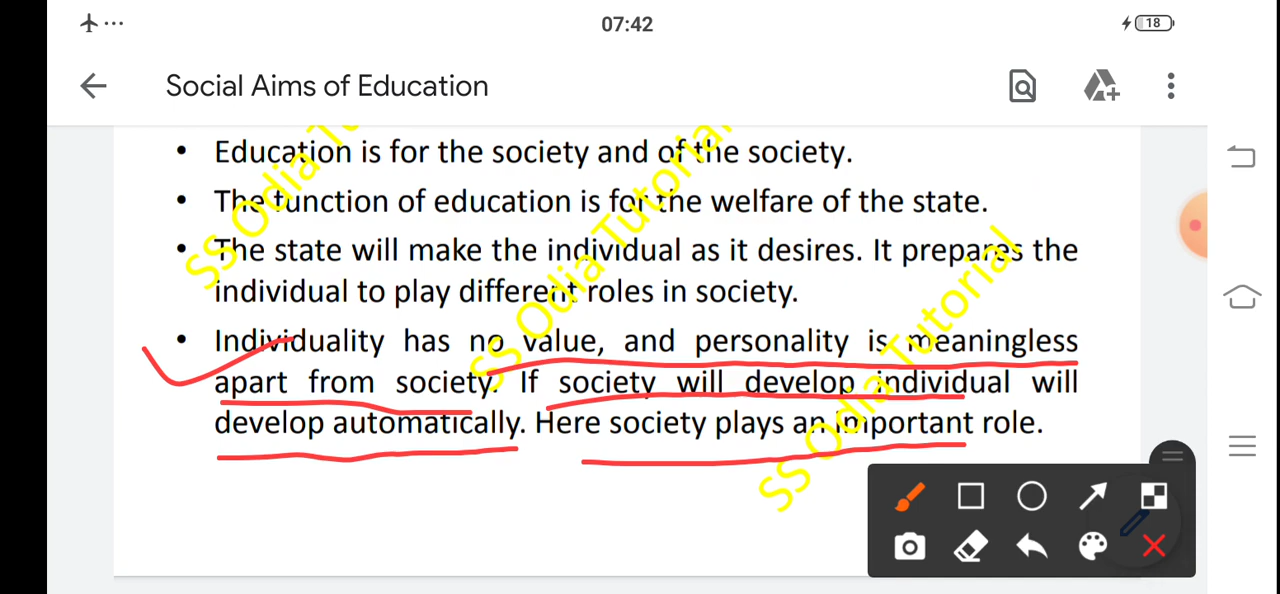 07:42
18
Social Aims of Education
• Education is for the society and of the society.
• The function of education is for the welfare of the state.
• The state will make the individual as it desires. It prepares the
individual to play different roles in society.
• Individuality has no value, and personality is meaningless
apart from society. If society will develop individual will
develop automatically. Here society plays an important role.
SS Odia Tutorial
SS Odia Tutorial
SS Odia Tutorial